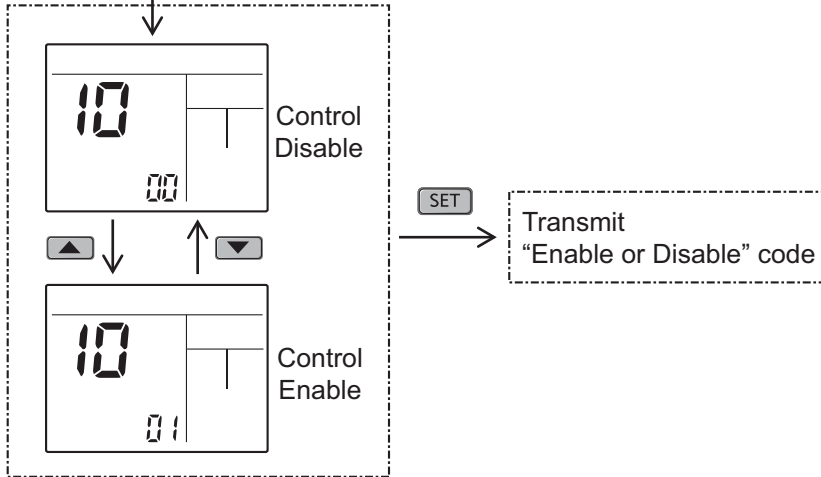 10
Control
Disable
00
SET
Transmit
“Enable or Disable” code
10
Control
Enable
01